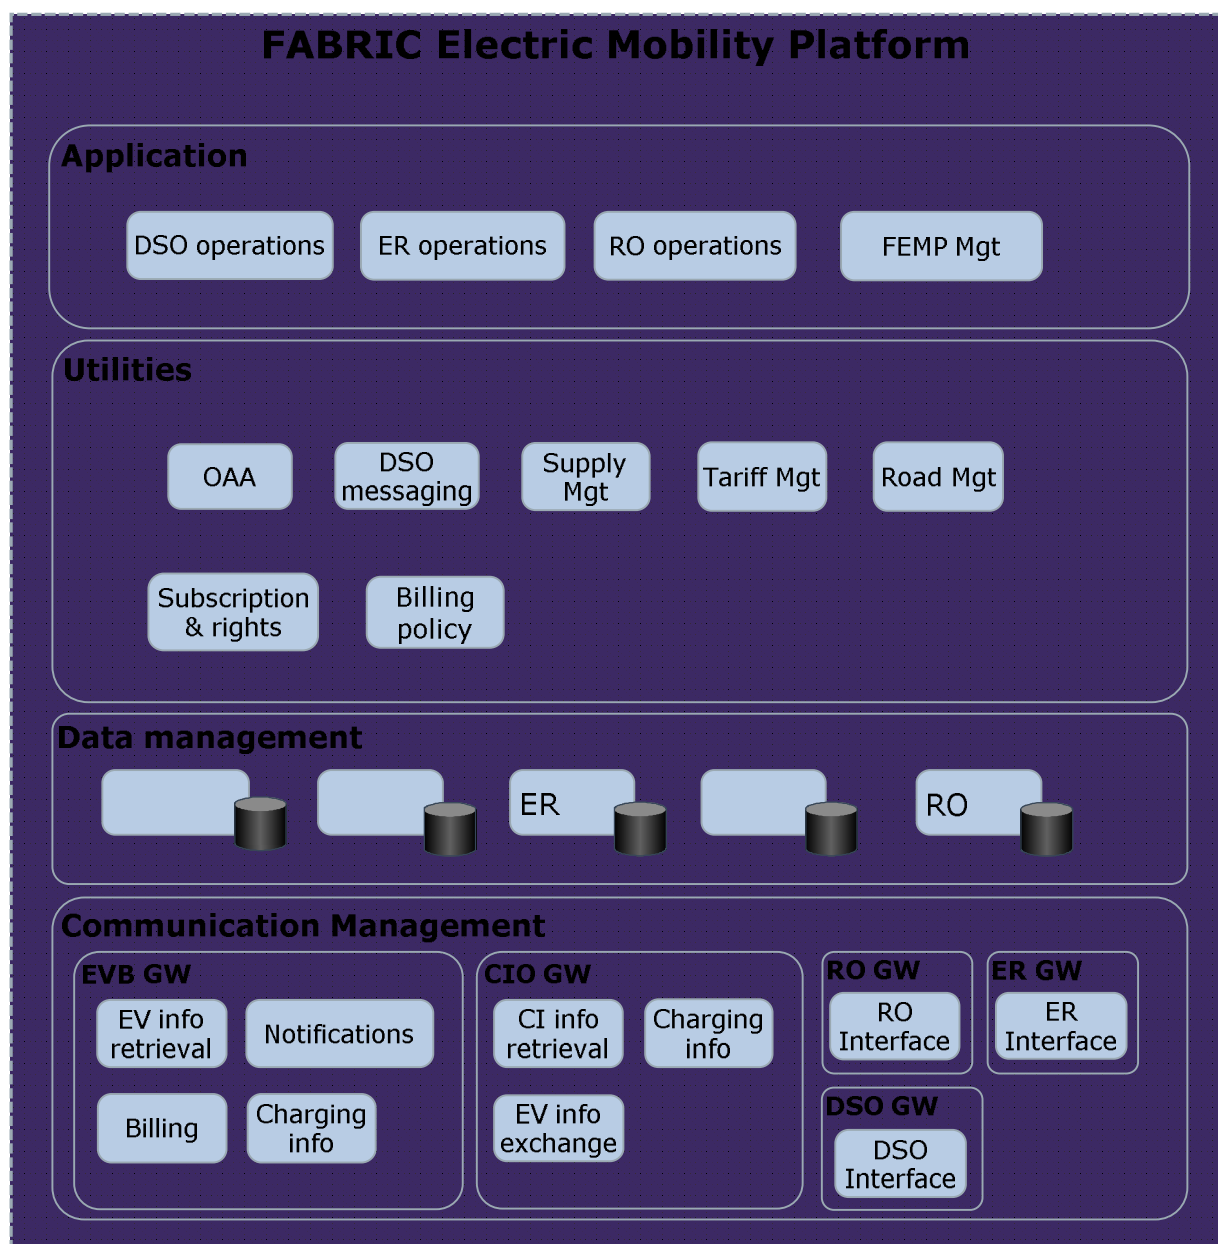 FABRIC Electric Mobility Platform
Application
DSO operations
ER operations
RO operations
FEMP Mgt
Utilities
OAA
DSO
messaging
Supply
Mgt
Tariff Mgt
Road Mgt
Subscription
& rights
Billing
policy
Data management
ER
RO
Communication Management
EVB GW
EV info
retrieval
Notifications
Billing
Charging
info
CIO GW
CI info
retrieval
Charging
info
EV info
exchange
RO GW
RO
Interface
ER GW
ER
Interface
DSO GW
DSO
Interface